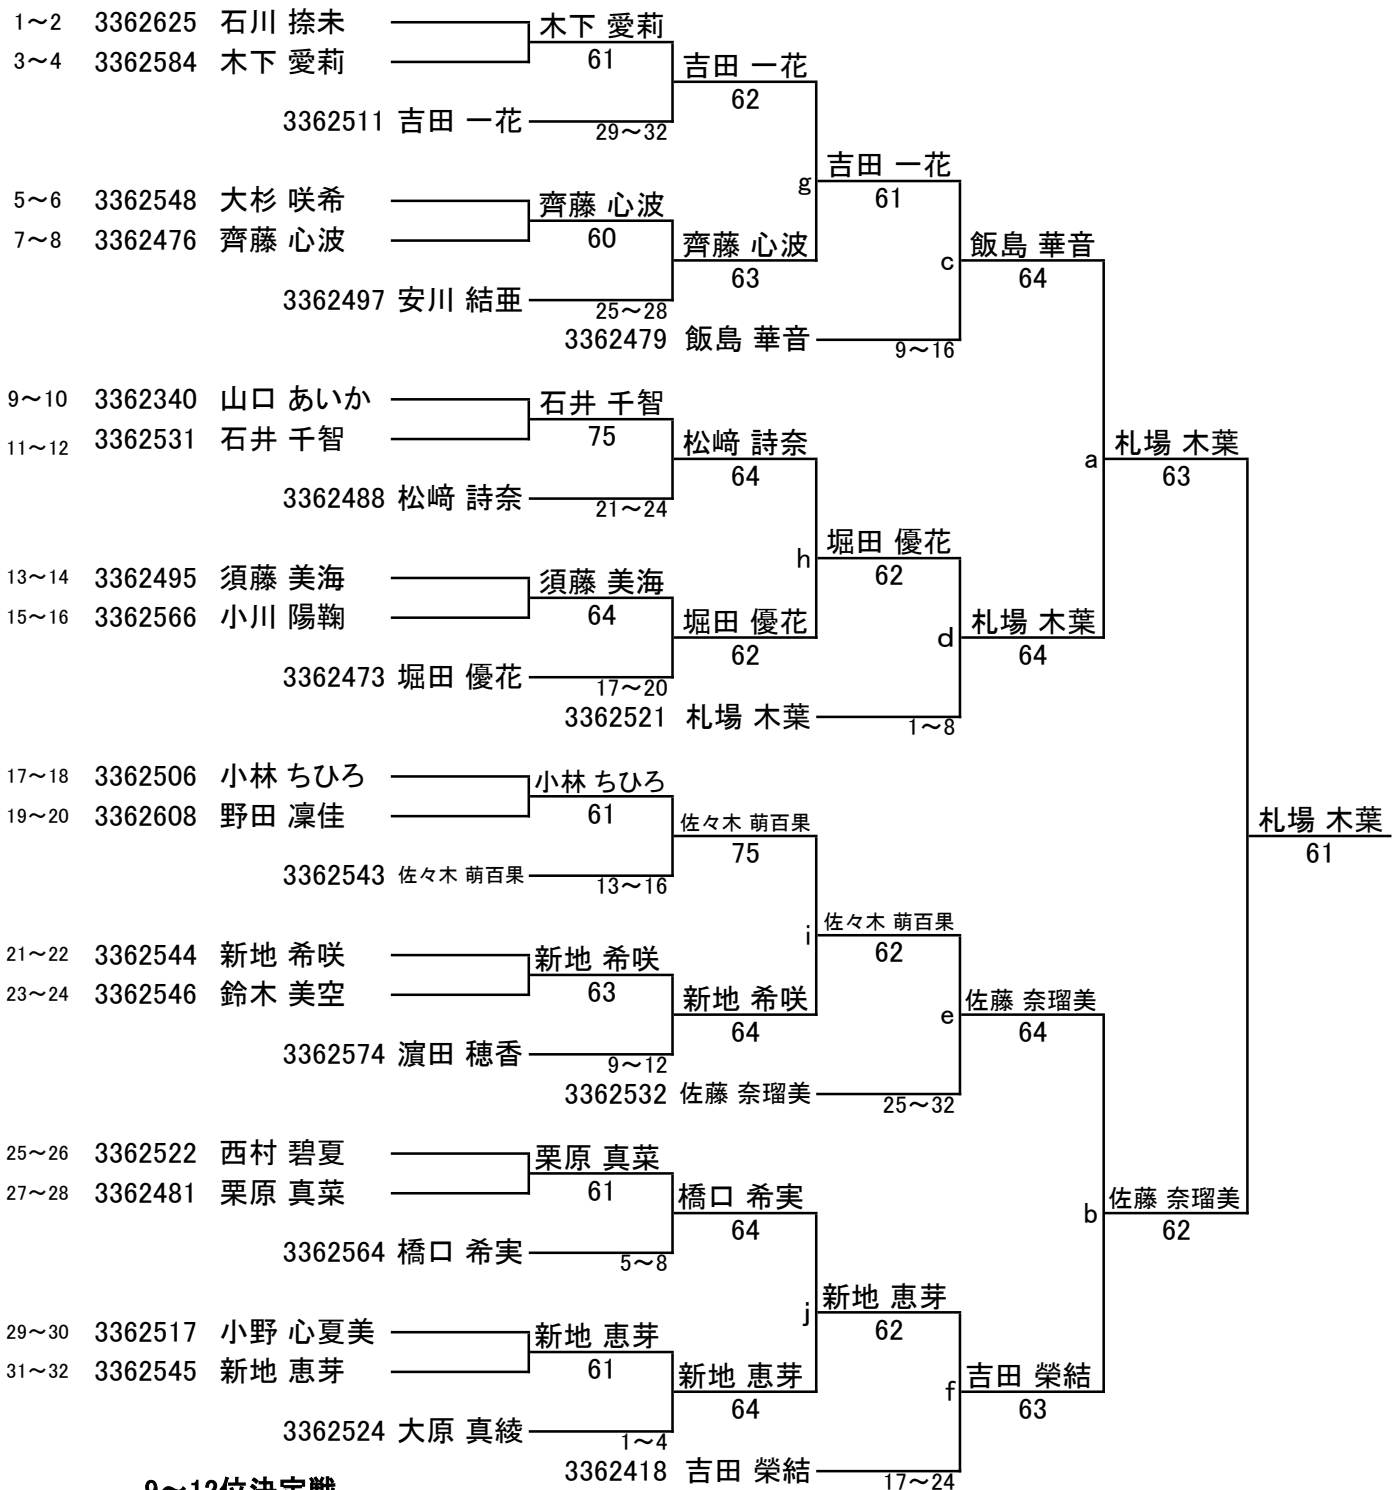 1～2 3362625 石川 捺未 木下 愛莉
3～4 3362584 木下 愛莉 61 吉田 一花
62
3362511 吉田 一花 29～32
吉田 一花
g 61
5～6 3362548 大杉 咲希 齊藤 心波
7～8 3362476 齊藤 心波 60 齊藤 心波 c 飯島 華音
63 64
3362497 安川 結亜 25～28
3362479 飯島 華音 9～16
9～10 3362340 山口 あいか 石井 千智
11～12 3362531 石井 千智 75 松﨑 詩奈 a 札場 木葉
64 63
3362488 松﨑 詩奈 21～24
h 堀田 優花
62
13～14 3362495 須藤 美海 須藤 美海
15～16 3362566 小川 陽鞠 64 堀田 優花 d 札場 木葉
62 64
3362473 堀田 優花 17～20
3362521 札場 木葉 1～8
17～18 3362506 小林 ちひろ 小林 ちひろ
19～20 3362608 野田 凜佳 61 佐々木 萌百果 札場 木葉
75 61
3362543 佐々木 萌百果 13～16
i 佐々木 萌百果
62
21～22 3362544 新地 希咲 新地 希咲
23～24 3362546 鈴木 美空 63 新地 希咲 e 佐藤 奈瑠美
64 64
3362574 濵田 穂香 9～12
3362532 佐藤 奈瑠美 25～32
25～26 3362522 西村 碧夏 栗原 真菜
27～28 3362481 栗原 真菜 61 橋口 希実 b 佐藤 奈瑠美
64 62
3362564 橋口 希実 5～8
j 新地 恵芽
62
29～30 3362517 小野 心夏美 新地 恵芽
31～32 3362545 新地 恵芽 61 新地 恵芽 f 吉田 榮結
64 63
3362524 大原 真綾 1～4
3362418 吉田 榮結 17～24
9～12位決定戦